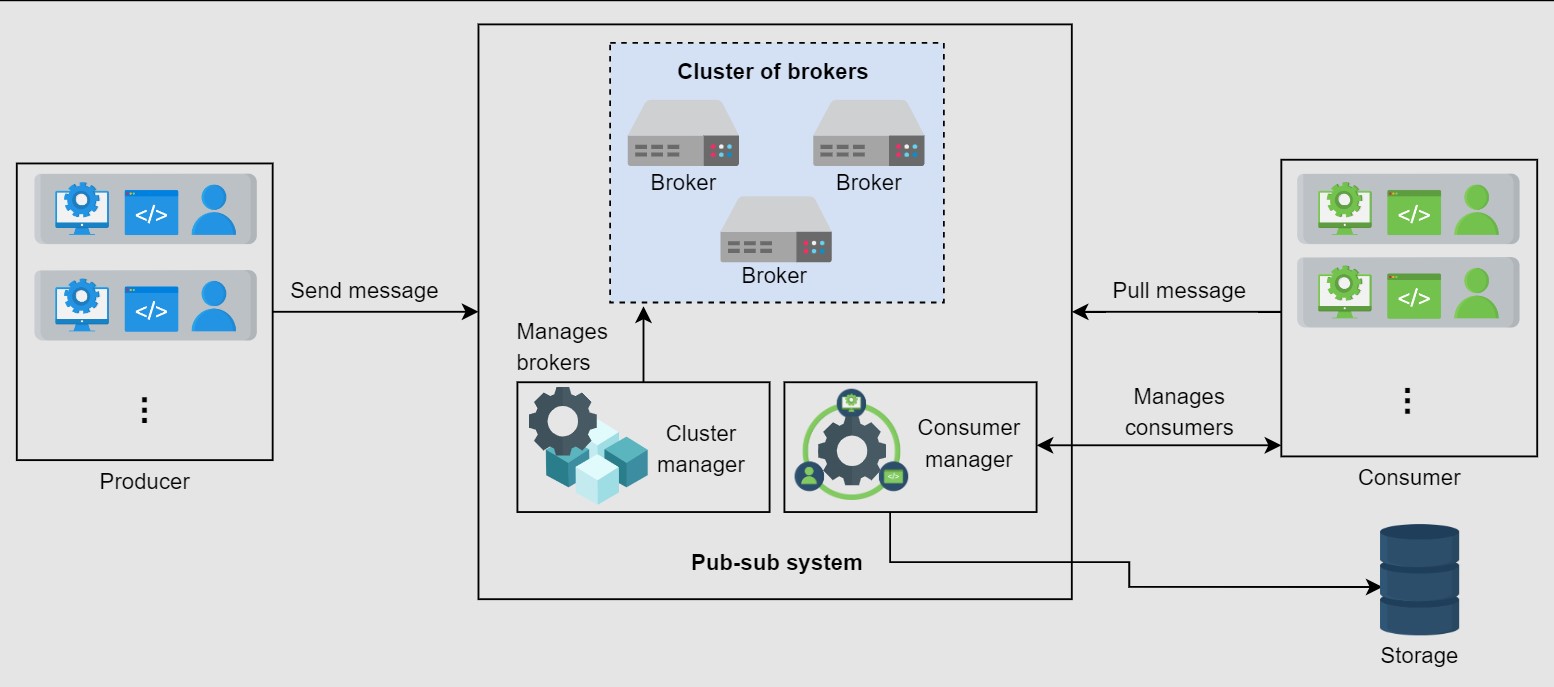 Cluster of brokers
Broker
Broker
Broker
Send message
Pull message
Manages
brokers
Manages
consumers
Cluster
manager
Consumer
manager
Producer
Consumer
Pub-sub system
Storage